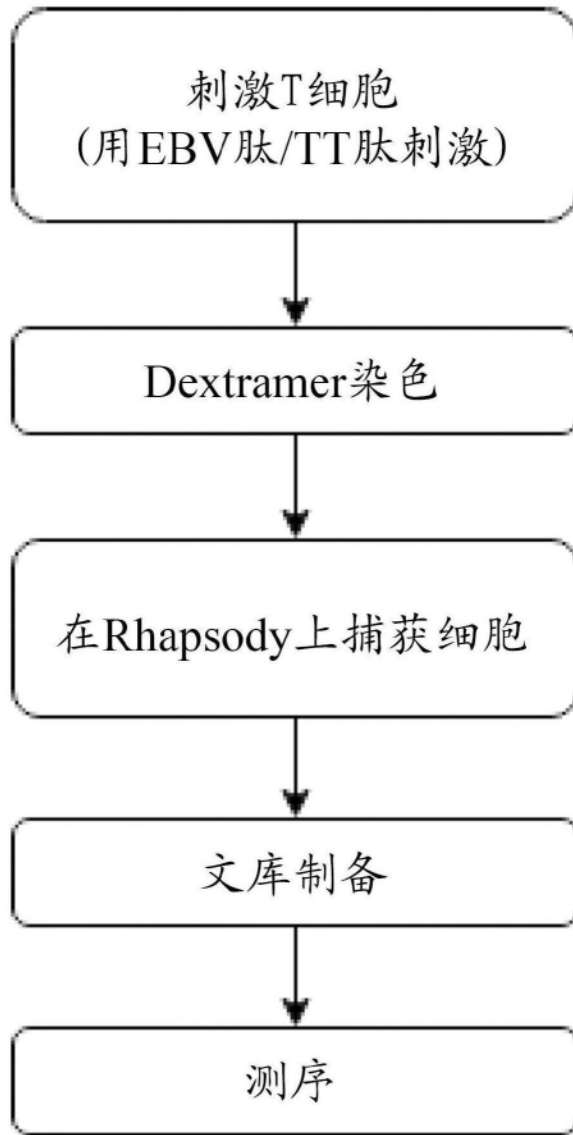 刺激T细胞
(用EBV肽/TT肽刺激)
Dextramer染色
在Rhapsody上捕获细胞
文库制备
测序